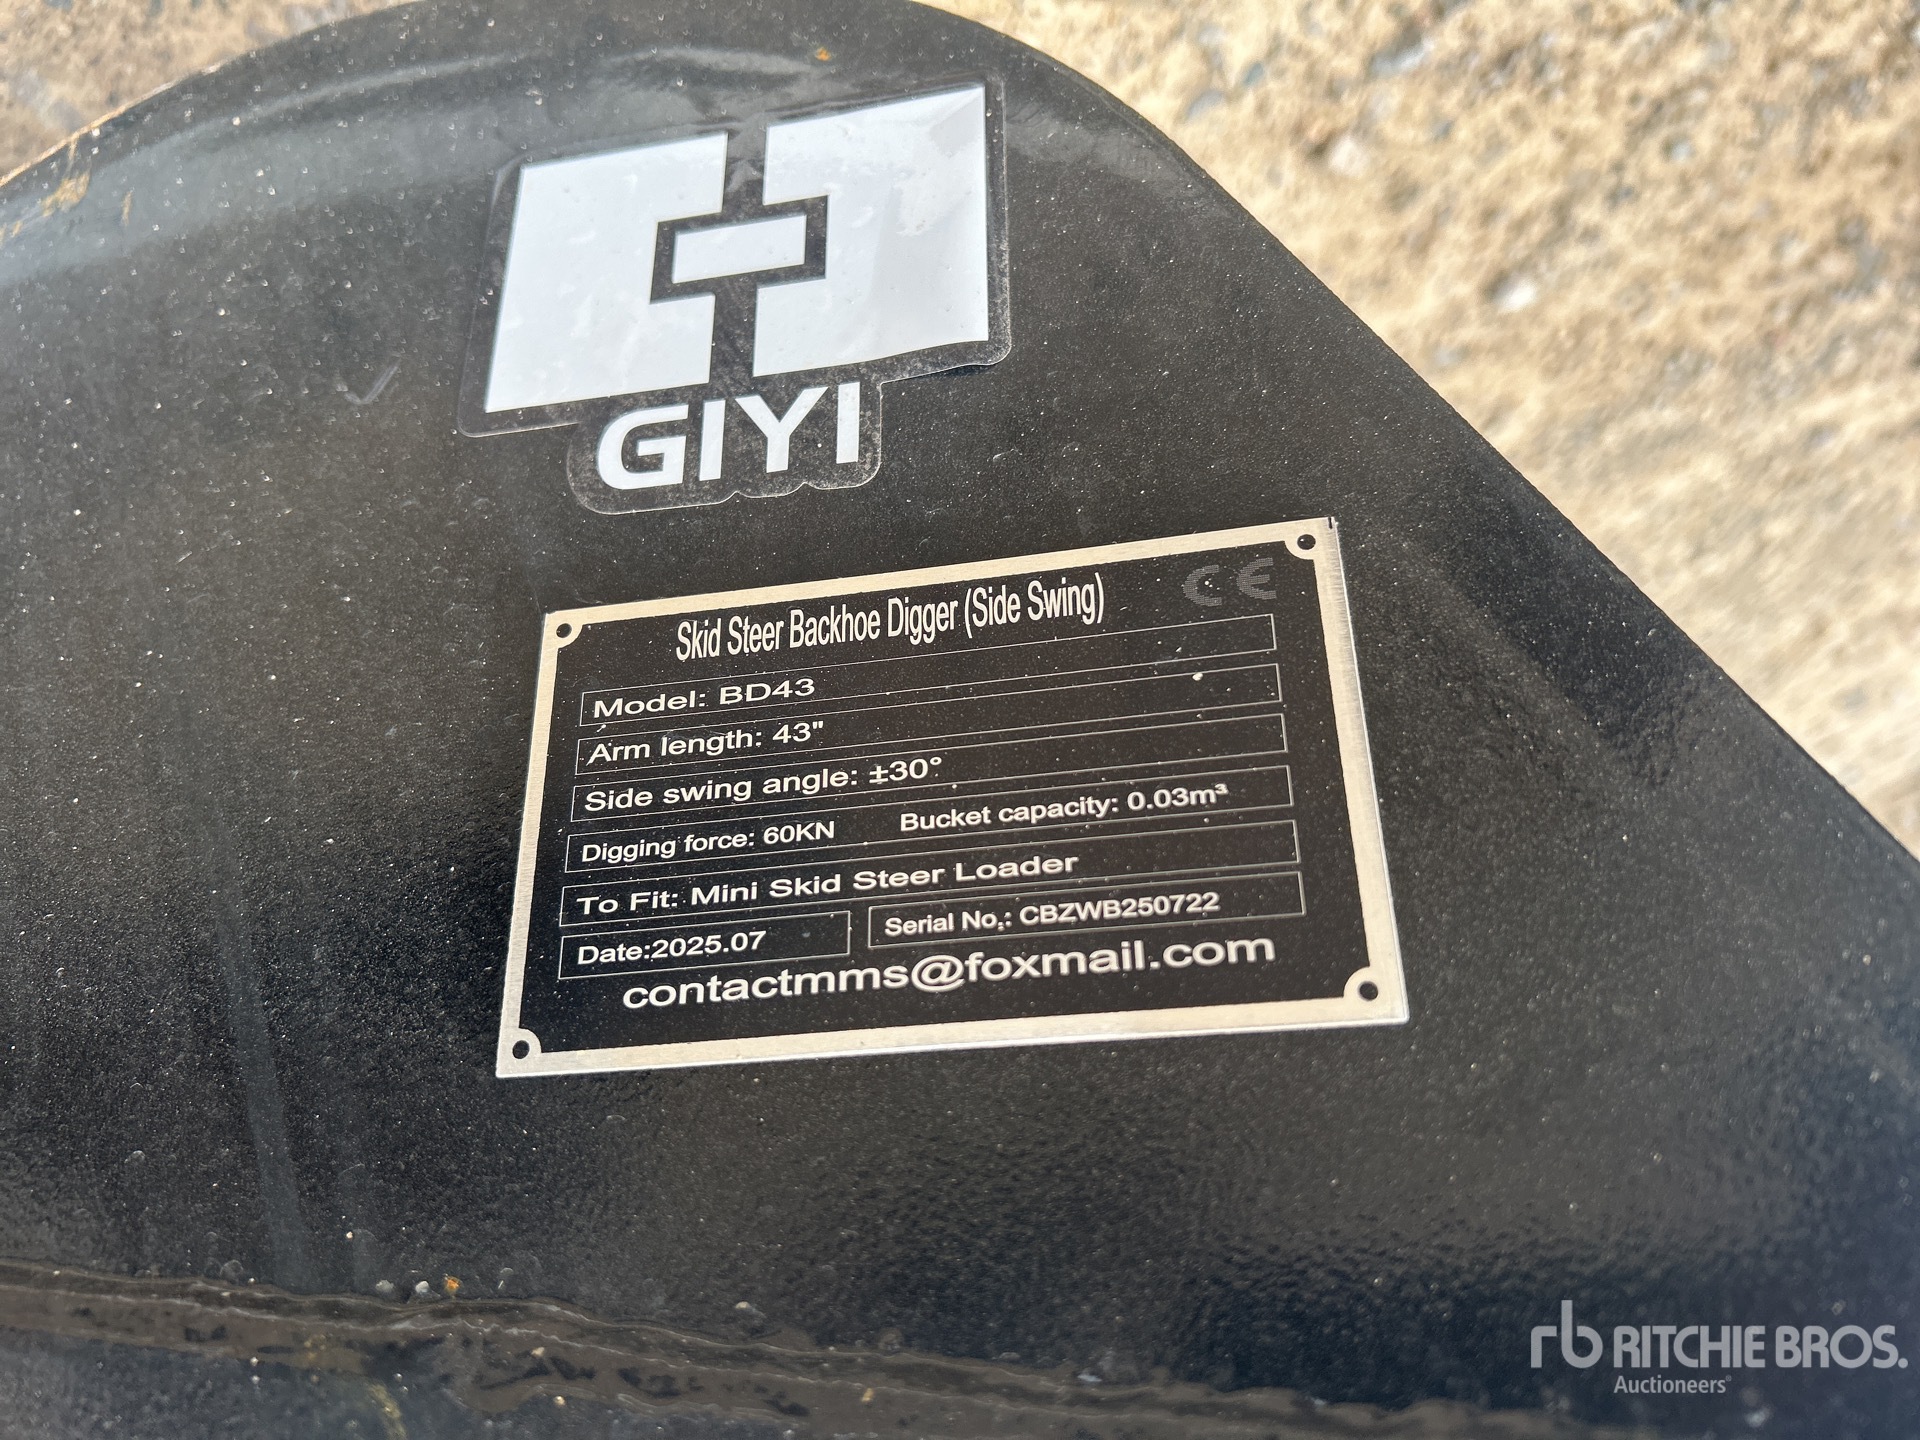 GIYI
Skid Steer Backhoe Digger (Side Swing) CE
Model: BD43
Arm length: 43"
Side swing angle: ±30°
Digging force: 60KN Bucket capacity: 0.03m³
To Fit: Mini Skid Steer Loader
Date:2025.07 Serial No.: CBZWB250722
contactmms@foxmail.com
rb RITCHIE BROS.
Auctioneers®